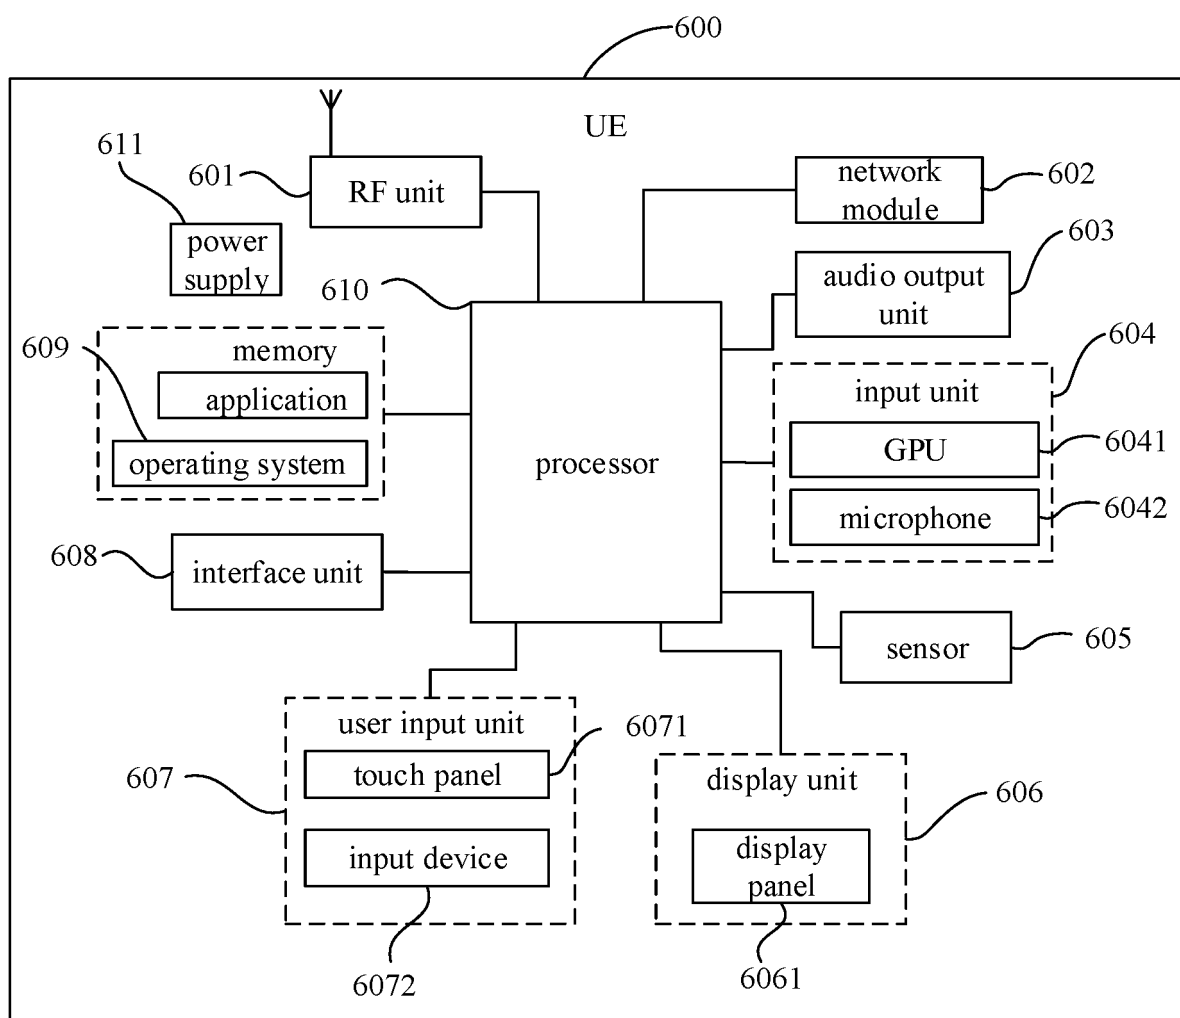 600
UE
611
601
RF unit
network
module
602
603
power
supply
610
audio output
unit
604
609
memory
application
operating system
processor
input unit
GPU
6041
microphone
6042
608
interface unit
sensor
605
user input unit
6071
607
touch panel
input device
6072
display unit
606
display
panel
6061